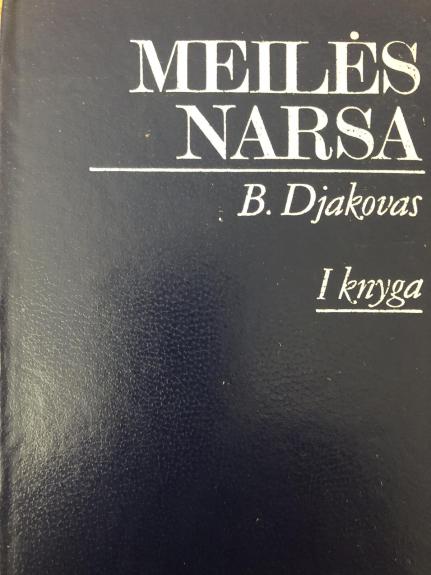 MEILĖS
NARSA
B. Djakovas
I knyga